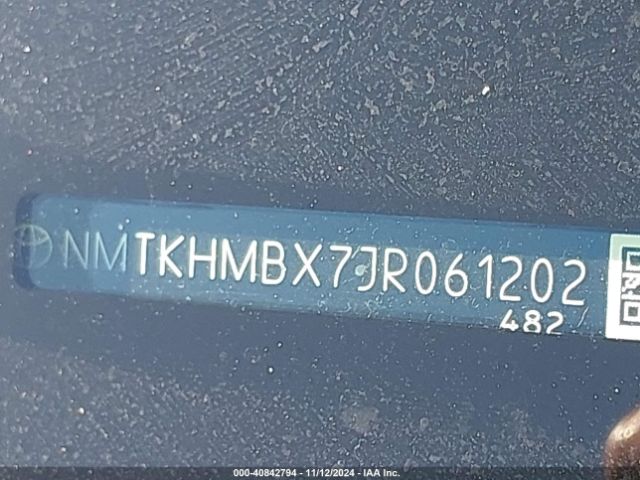 NMTKHMBX7JR061202
482
000-40842794 - 11/12/2024 - IAA Inc.